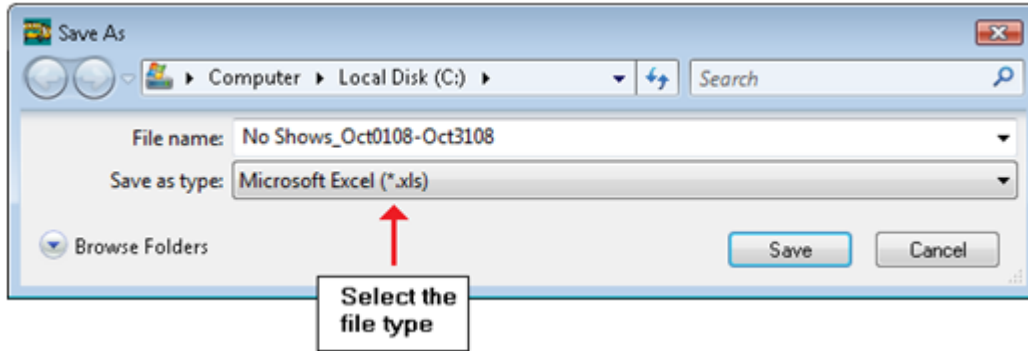 Save As
Computer Local Disk (C:)
Search
File name: No Shows_Oct0108-Oct3108
Save as type: Microsoft Excel (*.xls)
Browse Folders
Save
Cancel
Select the
file type